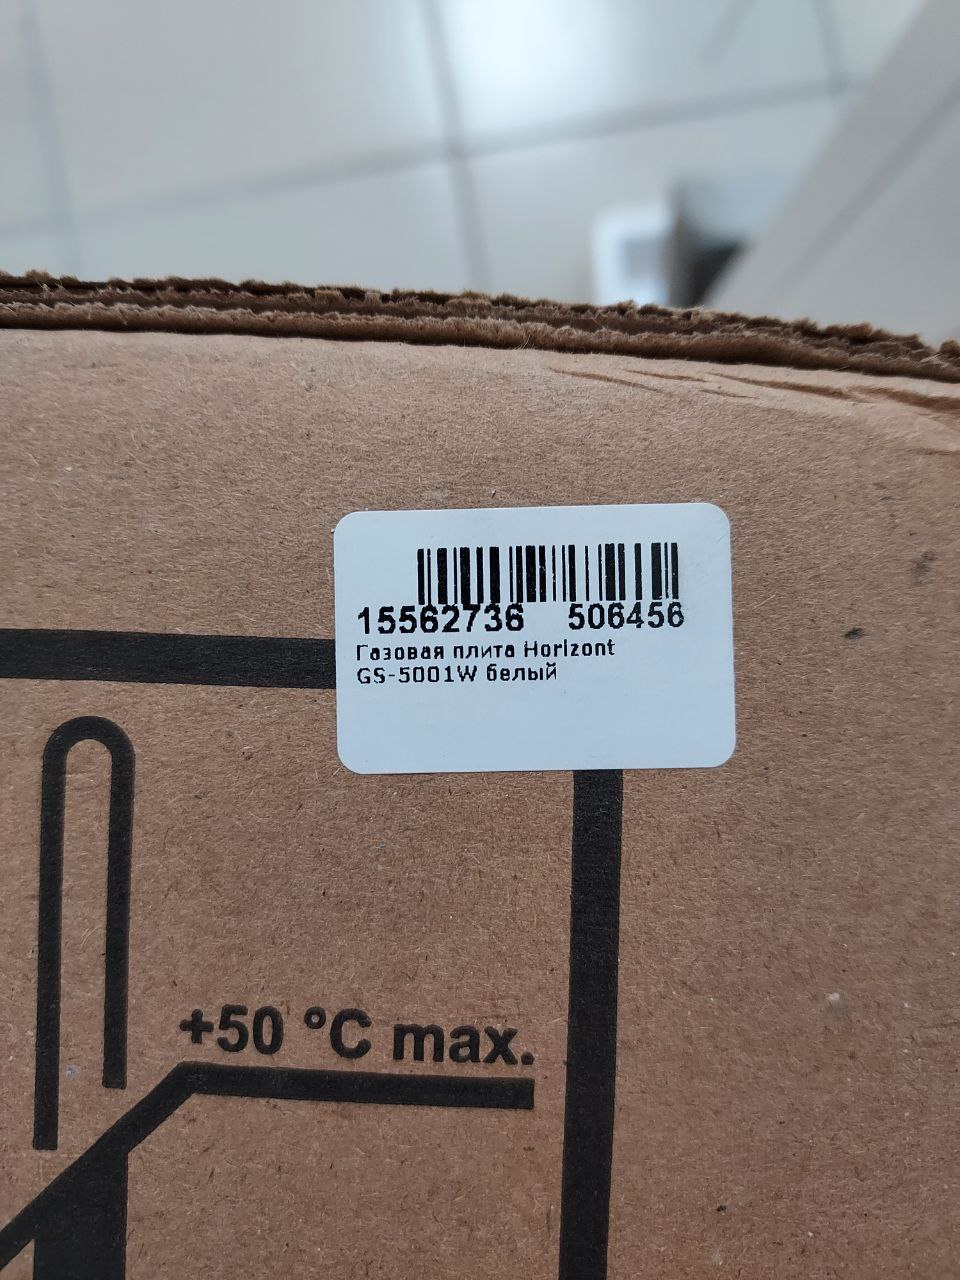 15562736 506456
Газовая плита Horizont
GS-5001W белый
+50 °C max.